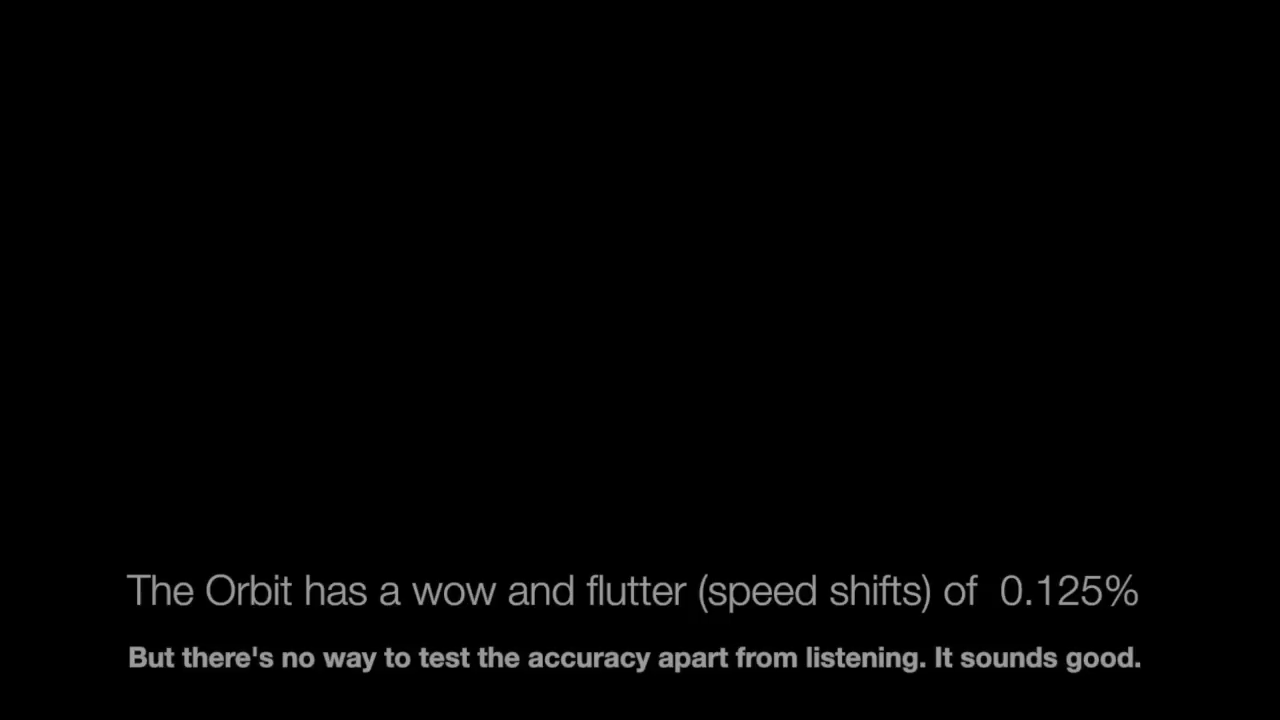 The Orbit has a wow and flutter (speed shifts) of  0.125%
But there's no way to test the accuracy apart from listening. It sounds good.